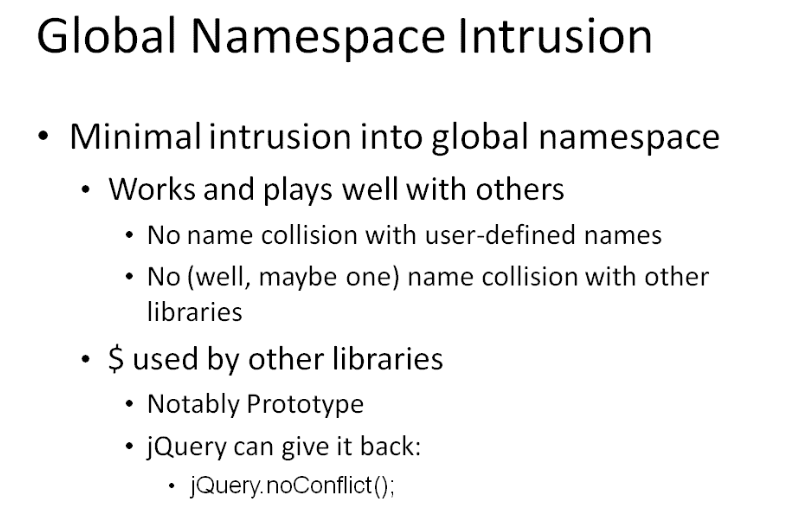 Global Namespace Intrusion
• Minimal intrusion into global namespace
• Works and plays well with others
• No name collision with user-defined names
• No (well, maybe one) name collision with other
libraries
• $ used by other libraries
• Notably Prototype
• jQuery can give it back:
• jQuery.noConflict();